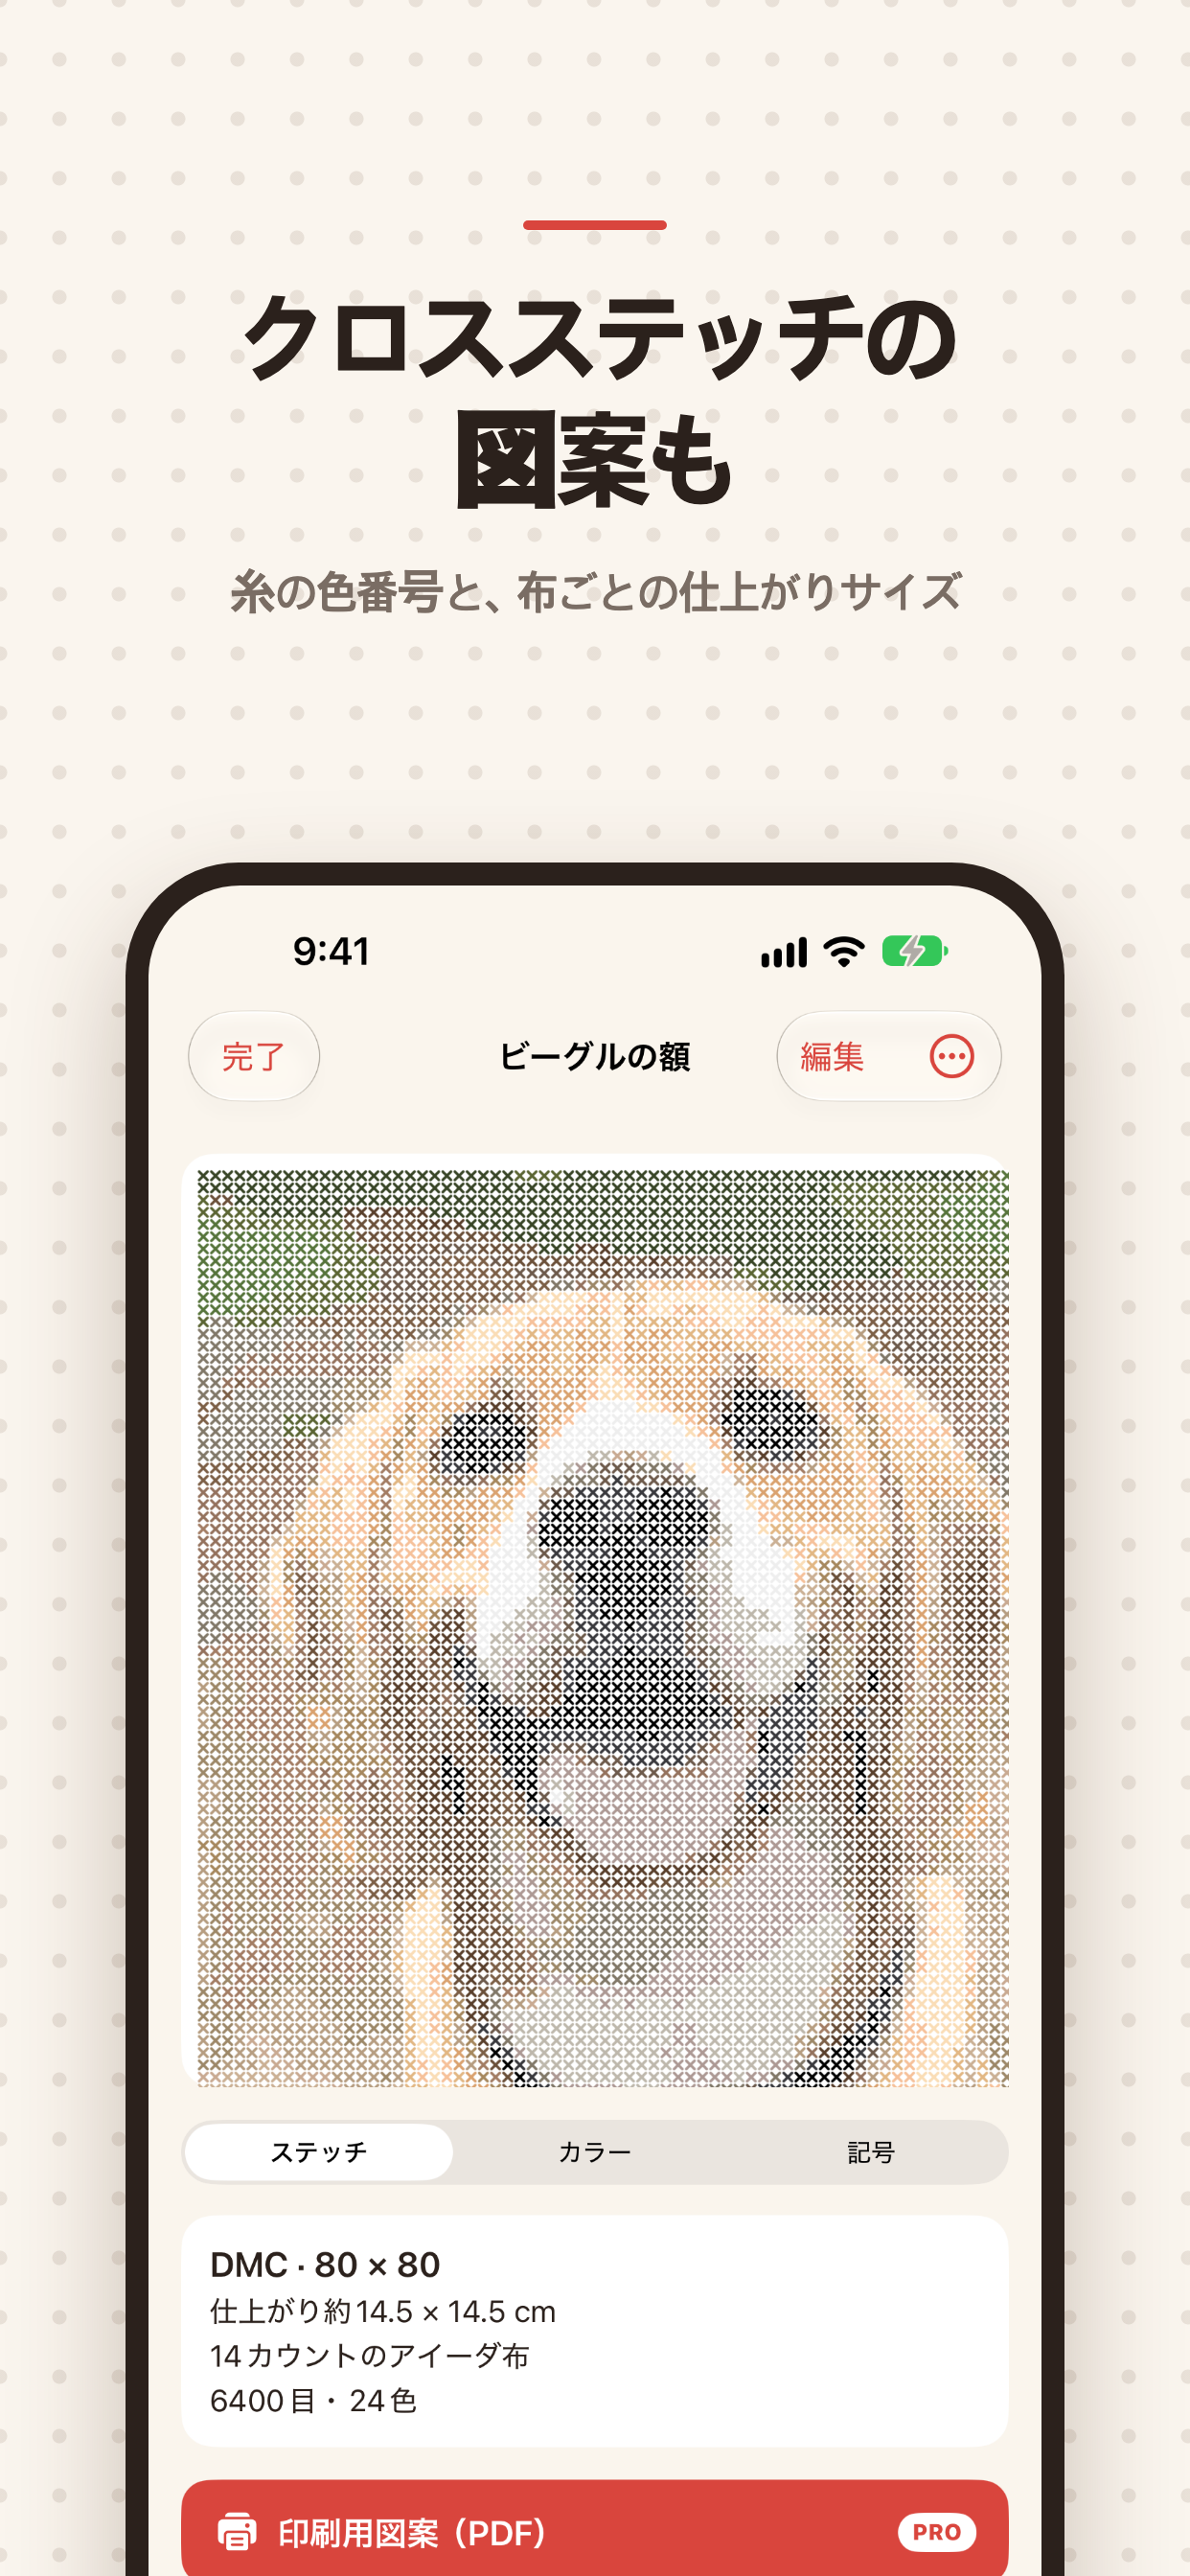 クロスステッチの
図案も
糸の色番号と、布ごとの仕上がりサイズ
9:41
完了
ビーグルの額
編集
ステッチ
カラー
記号
DMC · 80 × 80
仕上がり約 14.5 × 14.5 cm
14 カウントのアイーダ布
6400 目・24 色
印刷用図案（PDF）
PRO